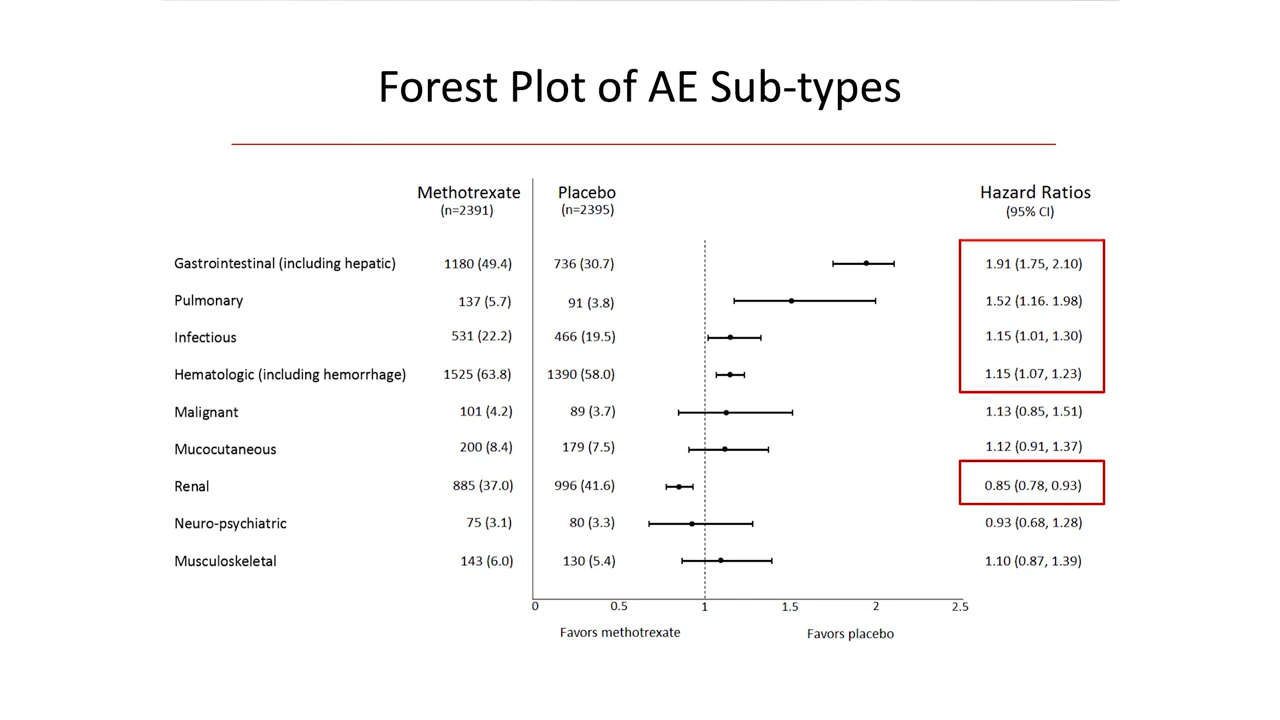 Forest Plot of AE Sub-types
Methotrexate Placebo Hazard Ratios
(n=2391) (n=2395) (95% CI)
Gastrointestinal (including hepatic) 1180 (49.4) 736 (30.7) 1.91 (1.75, 2.10)
Pulmonary 137 (5.7) 91 (3.8) 1.52 (1.16. 1.98)
Infectious 531 (22.2) 466 (19.5) 1.15 (1.01, 1.30)
Hematologic (including hemorrhage) 1525 (63.8) 1390 (58.0) 1.15 (1.07, 1.23)
Malignant 101 (4.2) 89 (3.7) 1.13 (0.85, 1.51)
Mucocutaneous 200 (8.4) 179 (7.5) 1.12 (0.91, 1.37)
Renal 885 (37.0) 996 (41.6) 0.85 (0.78, 0.93)
Neuro-psychiatric 75 (3.1) 80 (3.3) 0.93 (0.68, 1.28)
Musculoskeletal 143 (6.0) 130 (5.4) 1.10 (0.87, 1.39)
0 0.5 1 1.5 2 2.5
Favors methotrexate Favors placebo